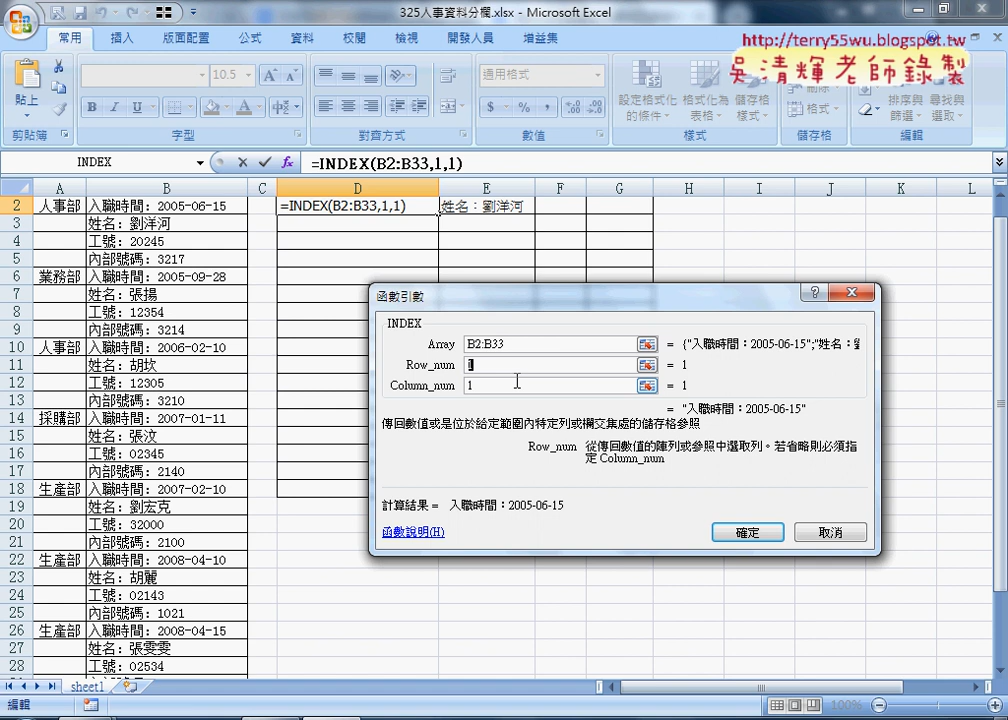 325人事資料分欄.xlsx - Microsoft Excel
常用 插入 版面配置 公式 資料 校閱 檢視 開發人員 增益集
http://terry55wu.blogspot.tw
吳清輝老師錄製
貼上
10.5
通用格式
B I U
$ % ,
設定格式化的條件
格式化為表格
儲存格樣式
刪除
格式
排序與篩選
尋找與選取
剪貼簿 字型 對齊方式 數值 樣式 儲存格 編輯
INDEX =INDEX(B2:B33,1,1)
A B C D E F G H I J K L
2 人事部 入職時間：2005-06-15 =INDEX(B2:B33,1,1) 姓名：劉洋河
3 姓名：劉洋河
4 工號：20245
5 內部號碼：3217
6 業務部 入職時間：2005-09-28
7 姓名：張揚
8 工號：12354
9 內部號碼：3214
10 人事部 入職時間：2006-02-10
11 姓名：胡坎
12 工號：12305
13 內部號碼：3210
14 採購部 入職時間：2007-01-11
15 姓名：張汶
16 工號：02345
17 內部號碼：2140
18 生產部 入職時間：2007-02-10
19 姓名：劉宏克
20 工號：32000
21 內部號碼：2100
22 生產部 入職時間：2008-04-10
23 姓名：胡麗
24 工號：02143
25 內部號碼：1021
26 生產部 入職時間：2008-04-15
27 姓名：張雯雯
28 工號：02534
函數引數
INDEX
Array B2:B33 = {"入職時間：2005-06-15";"姓名：劉
Row_num 1 = 1
Column_num 1 = 1
= "入職時間：2005-06-15"
傳回數值或是位於給定範圍內特定列或欄交集處的儲存格參照
Row_num 從傳回數值的陣列或參照中選取列。若省略則必須指
定 Column_num
計算結果 = 入職時間：2005-06-15
函數說明(H)
確定 取消
sheet1
編輯 100%